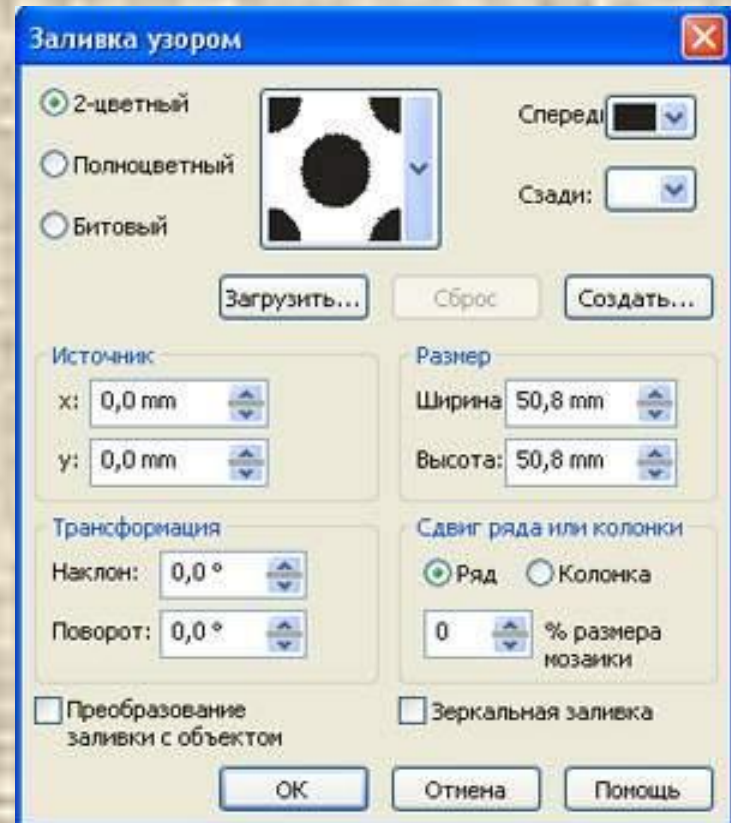 Заливка узором
2-цветный
Полноцветный
Битовый
Спереди
Сзади:
Загрузить... Сброс Создать...
Источник
x: 0,0 mm
y: 0,0 mm
Размер
Ширина 50,8 mm
Высота: 50,8 mm
Трансформация
Наклон: 0,0 °
Поворот: 0,0 °
Сдвиг ряда или колонки
Ряд Колонка
0 % размера
мозаики
Преобразование
заливки с объектом
Зеркальная заливка
ОК Отмена Помощь